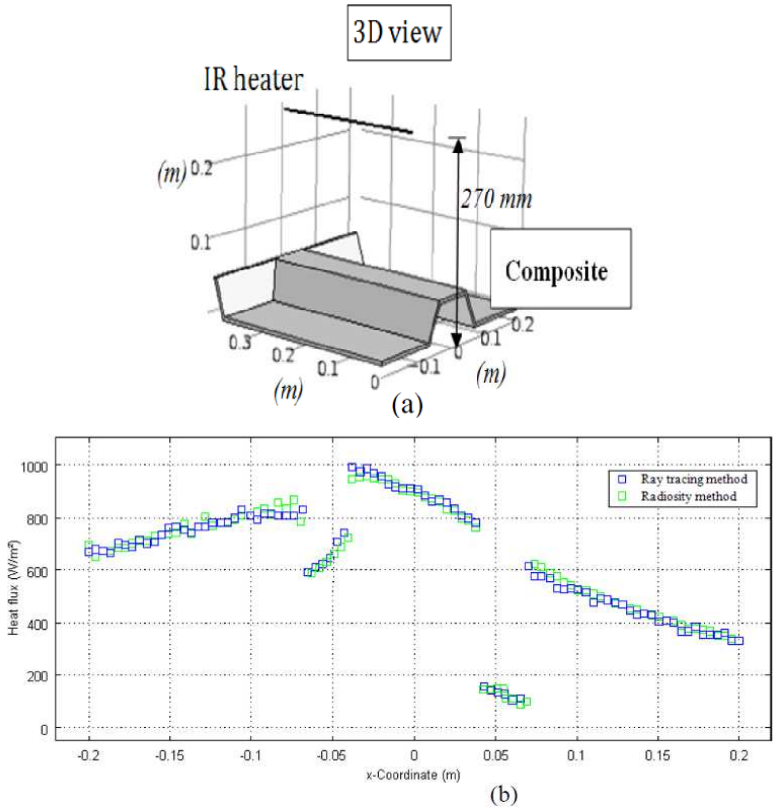 3D view
IR heater
(m)
0.2
270 mm
0.1
Composite
0.3
0.2
0.1
0
(m)
-0.1
0
0.1
0.2
(m)
(a)
1000
800
600
400
200
0
Heat flux (W/m²)
Ray tracing method
Radiosity method
-0.2
-0.15
-0.1
-0.05
0
0.05
0.1
0.15
0.2
x-Coordinate (m)
(b)